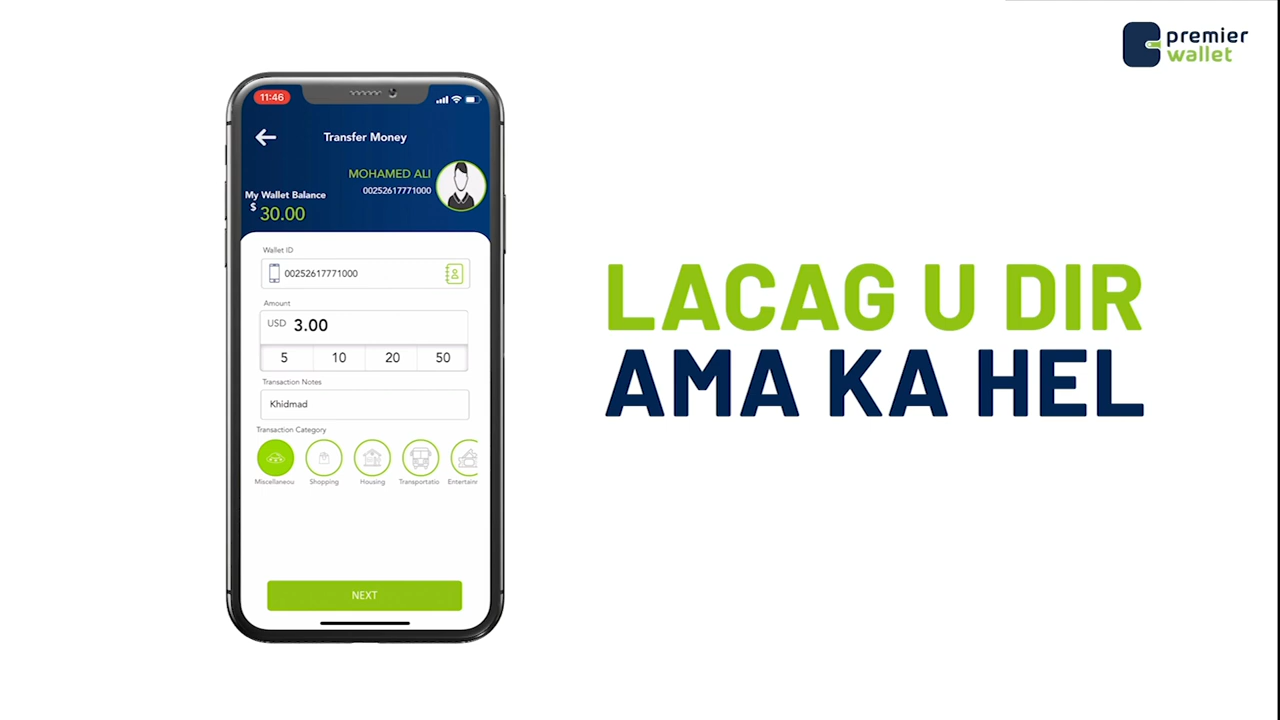 premier
wallet
11:46
Transfer Money
MOHAMED ALI
00252617771000
My Wallet Balance
$ 30.00
Wallet ID
00252617771000
Amount
USD 3.00
5 10 20 50
Transaction Notes
Khidmad
Transaction Category
Miscellaneou Shopping Housing Transportatio Entertainr
NEXT
LACAG U DIR
AMA KA HEL